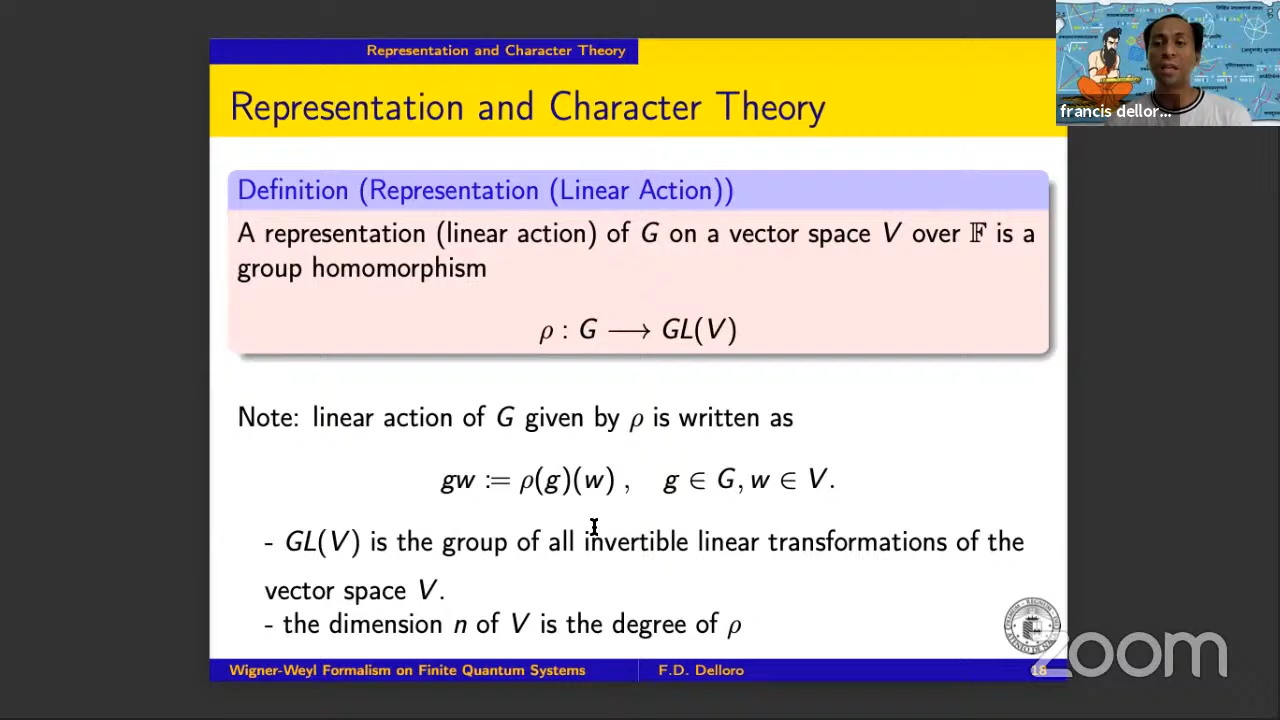 Representation and Character Theory
Representation and Character Theory
francis dellor...
Definition (Representation (Linear Action))
A representation (linear action) of G on a vector space V over 𝔽 is a
group homomorphism
ρ : G ⟶ GL(V)
Note: linear action of G given by ρ is written as
gw := ρ(g)(w) , g ∈ G, w ∈ V.
- GL(V) is the group of all invertible linear transformations of the
vector space V.
- the dimension n of V is the degree of ρ
Wigner-Weyl Formalism on Finite Quantum Systems
F.D. Delloro
18
zoom